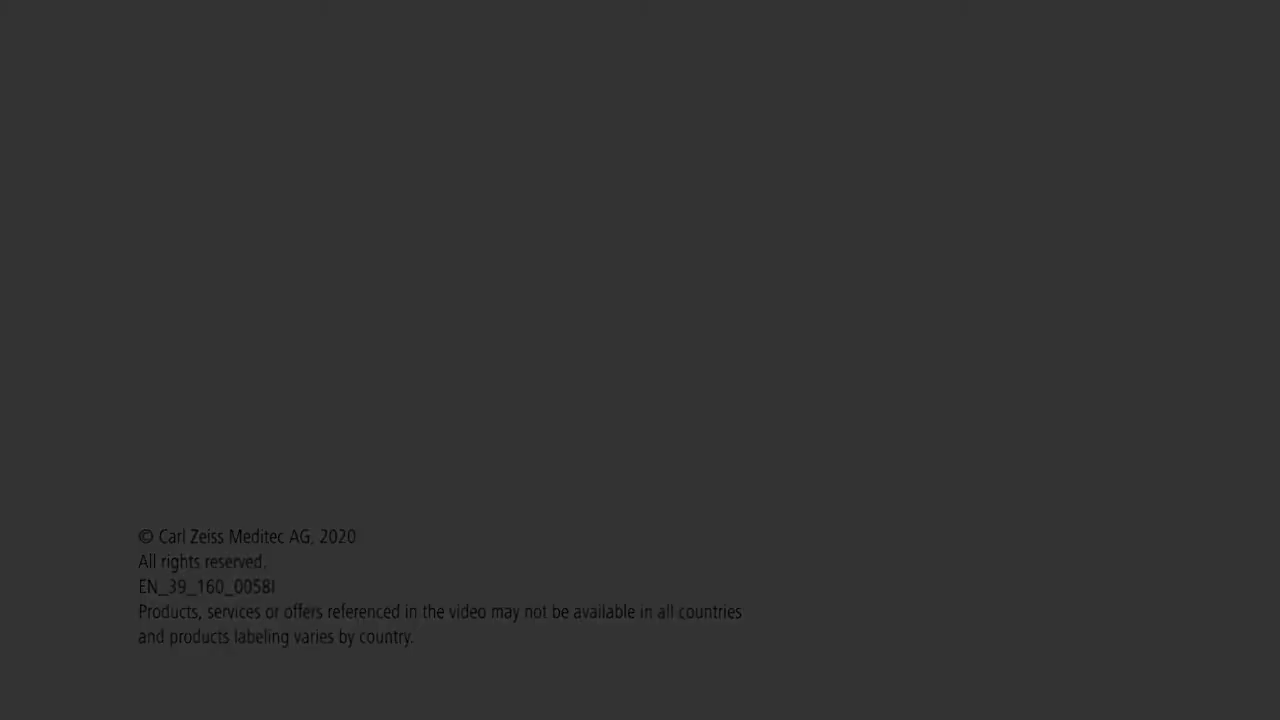 © Carl Zeiss Meditec AG, 2020
All rights reserved.
EN_39_160_0058I
Products, services or offers referenced in the video may not be available in all countries
and products labeling varies by country.